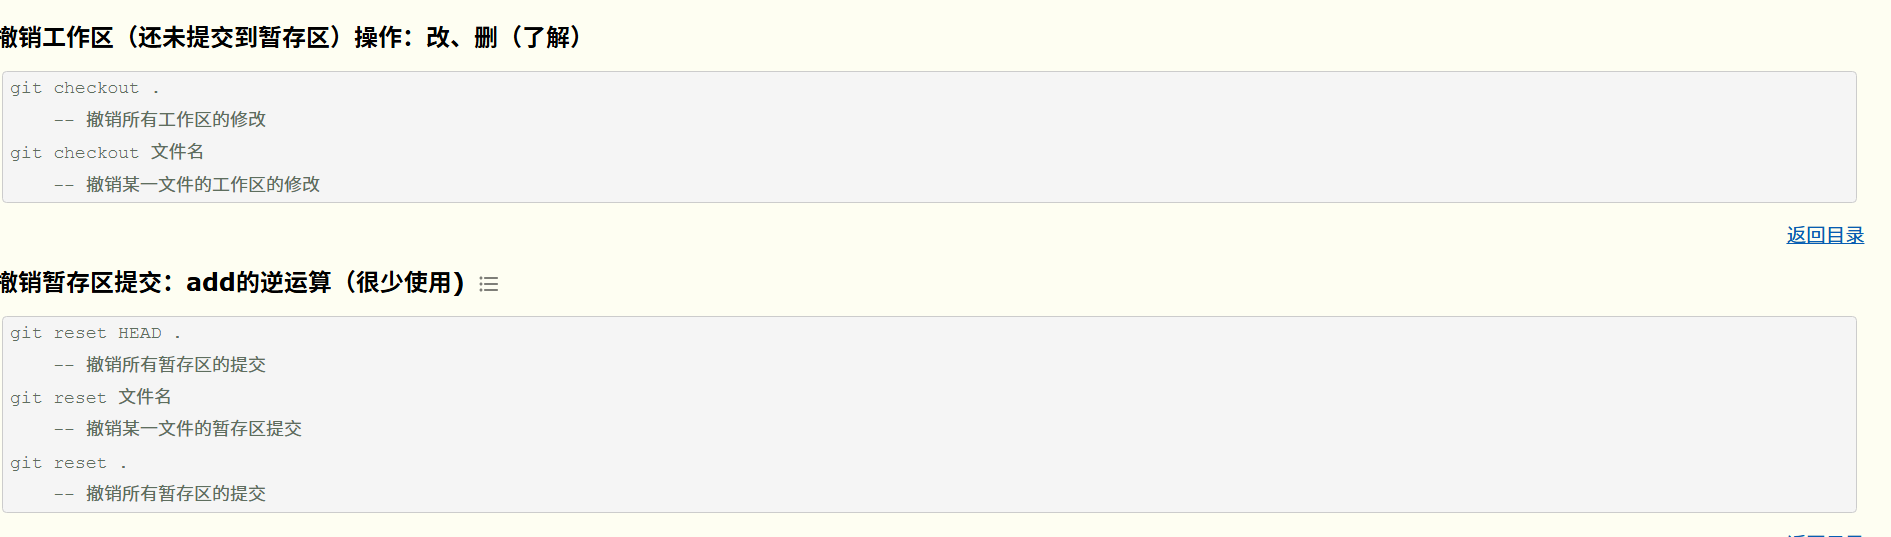 撤销工作区（还未提交到暂存区）操作：改、删（了解）
git checkout .
-- 撤销所有工作区的修改
git checkout 文件名
-- 撤销某一文件的工作区的修改
返回目录
撤销暂存区提交：add的逆运算（很少使用)
git reset HEAD .
-- 撤销所有暂存区的提交
git reset 文件名
-- 撤销某一文件的暂存区提交
git reset .
-- 撤销所有暂存区的提交